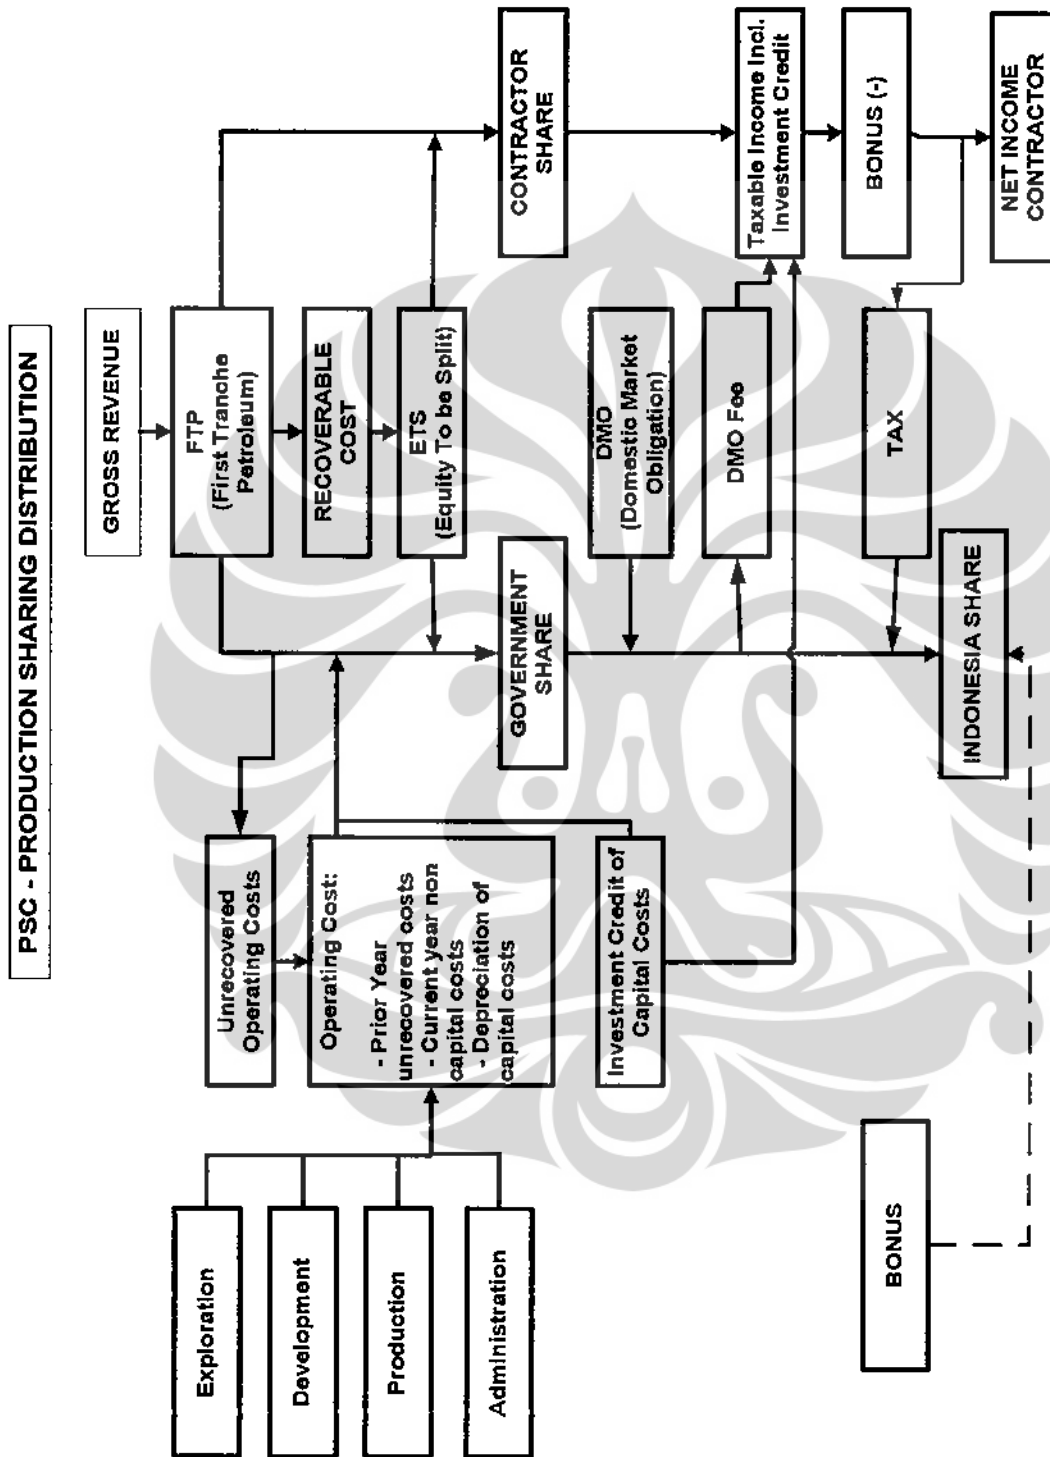 PSC - PRODUCTION SHARING DISTRIBUTION
GROSS REVENUE
FTP
(First Tranche
Petroleum)
RECOVERABLE
COST
ETS
(Equity To be Split)
CONTRACTOR
SHARE
GOVERNMENT
SHARE
Unrecovered
Operating Costs
Operating Cost:
- Prior Year
unrecovered costs
- Current year non
capital costs
- Depreciation of
capital costs
Exploration
Development
Production
Administration
Investment Credit of
Capital Costs
DMO
(Domestic Market
Obligation)
DMO Fee
Taxable Income Incl.
Investment Credit
BONUS (-)
TAX
NET INCOME
CONTRACTOR
INDONESIA SHARE
BONUS